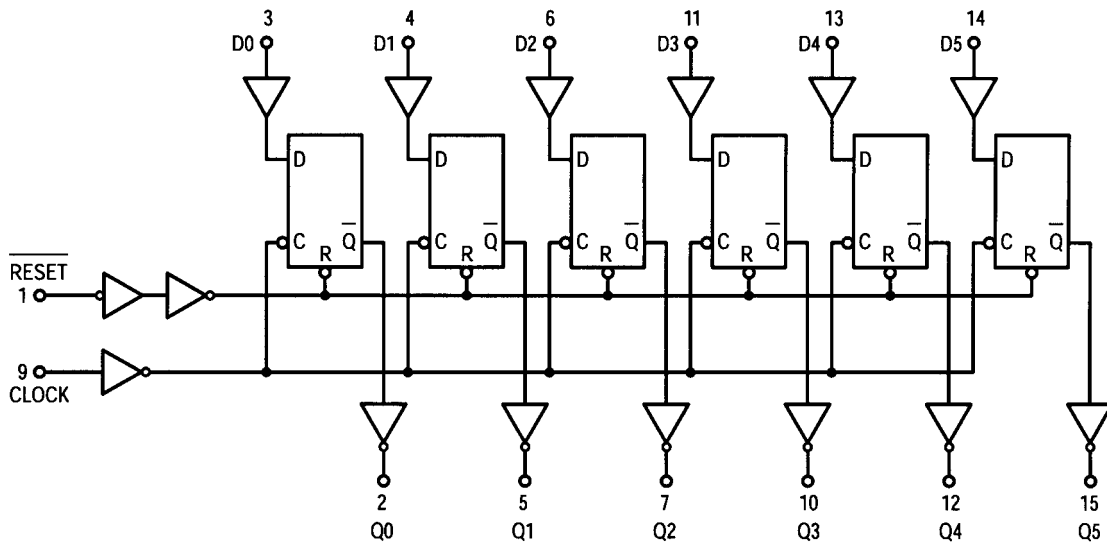 3 4 6 11 13 14
D0 D1 D2 D3 D4 D5
D D D D D D
C R Q̅ C R Q̅ C R Q̅ C R Q̅ C R Q̅ C R Q̅
R̅E̅S̅E̅T̅
1
9
CLOCK
2 5 7 10 12 15
Q0 Q1 Q2 Q3 Q4 Q5